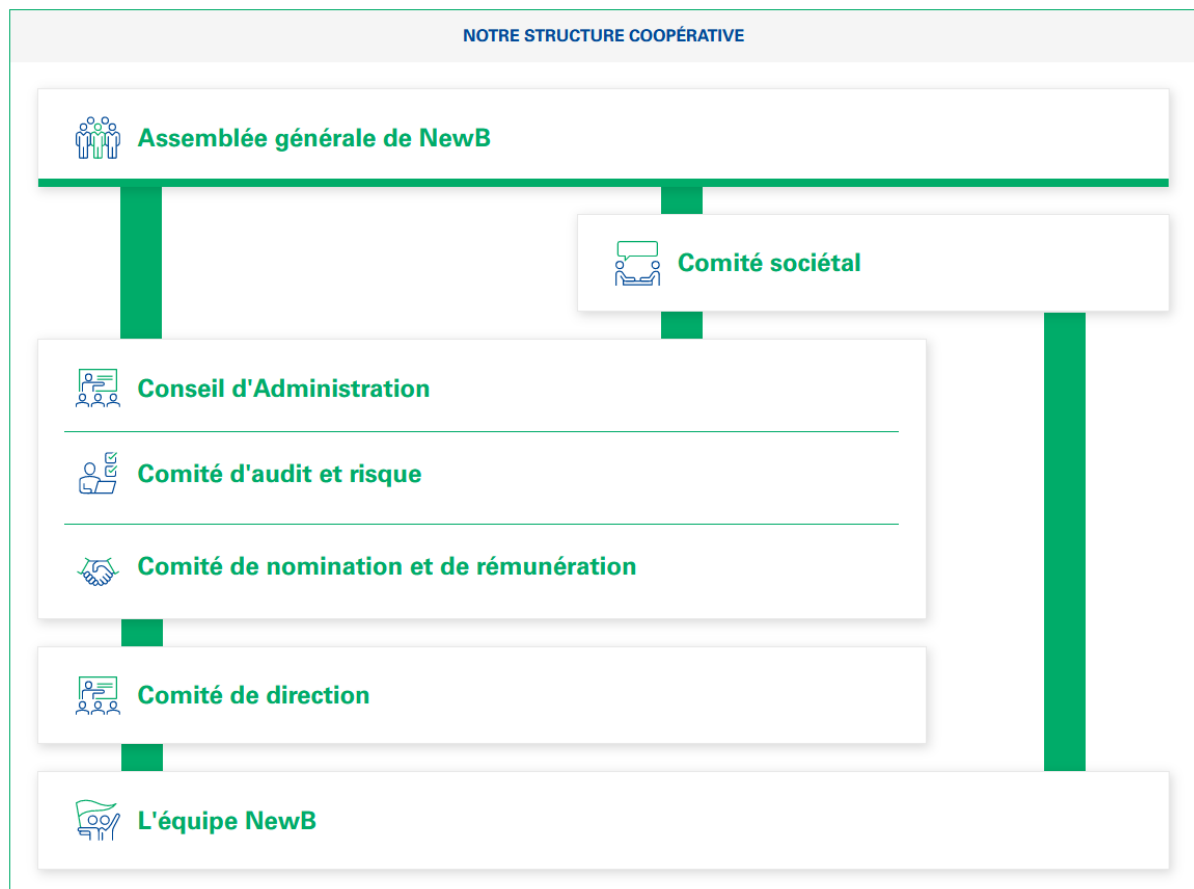 NOTRE STRUCTURE COOPÉRATIVE
Assemblée générale de NewB
Comité sociétal
Conseil d'Administration
Comité d'audit et risque
Comité de nomination et de rémunération
Comité de direction
L'équipe NewB